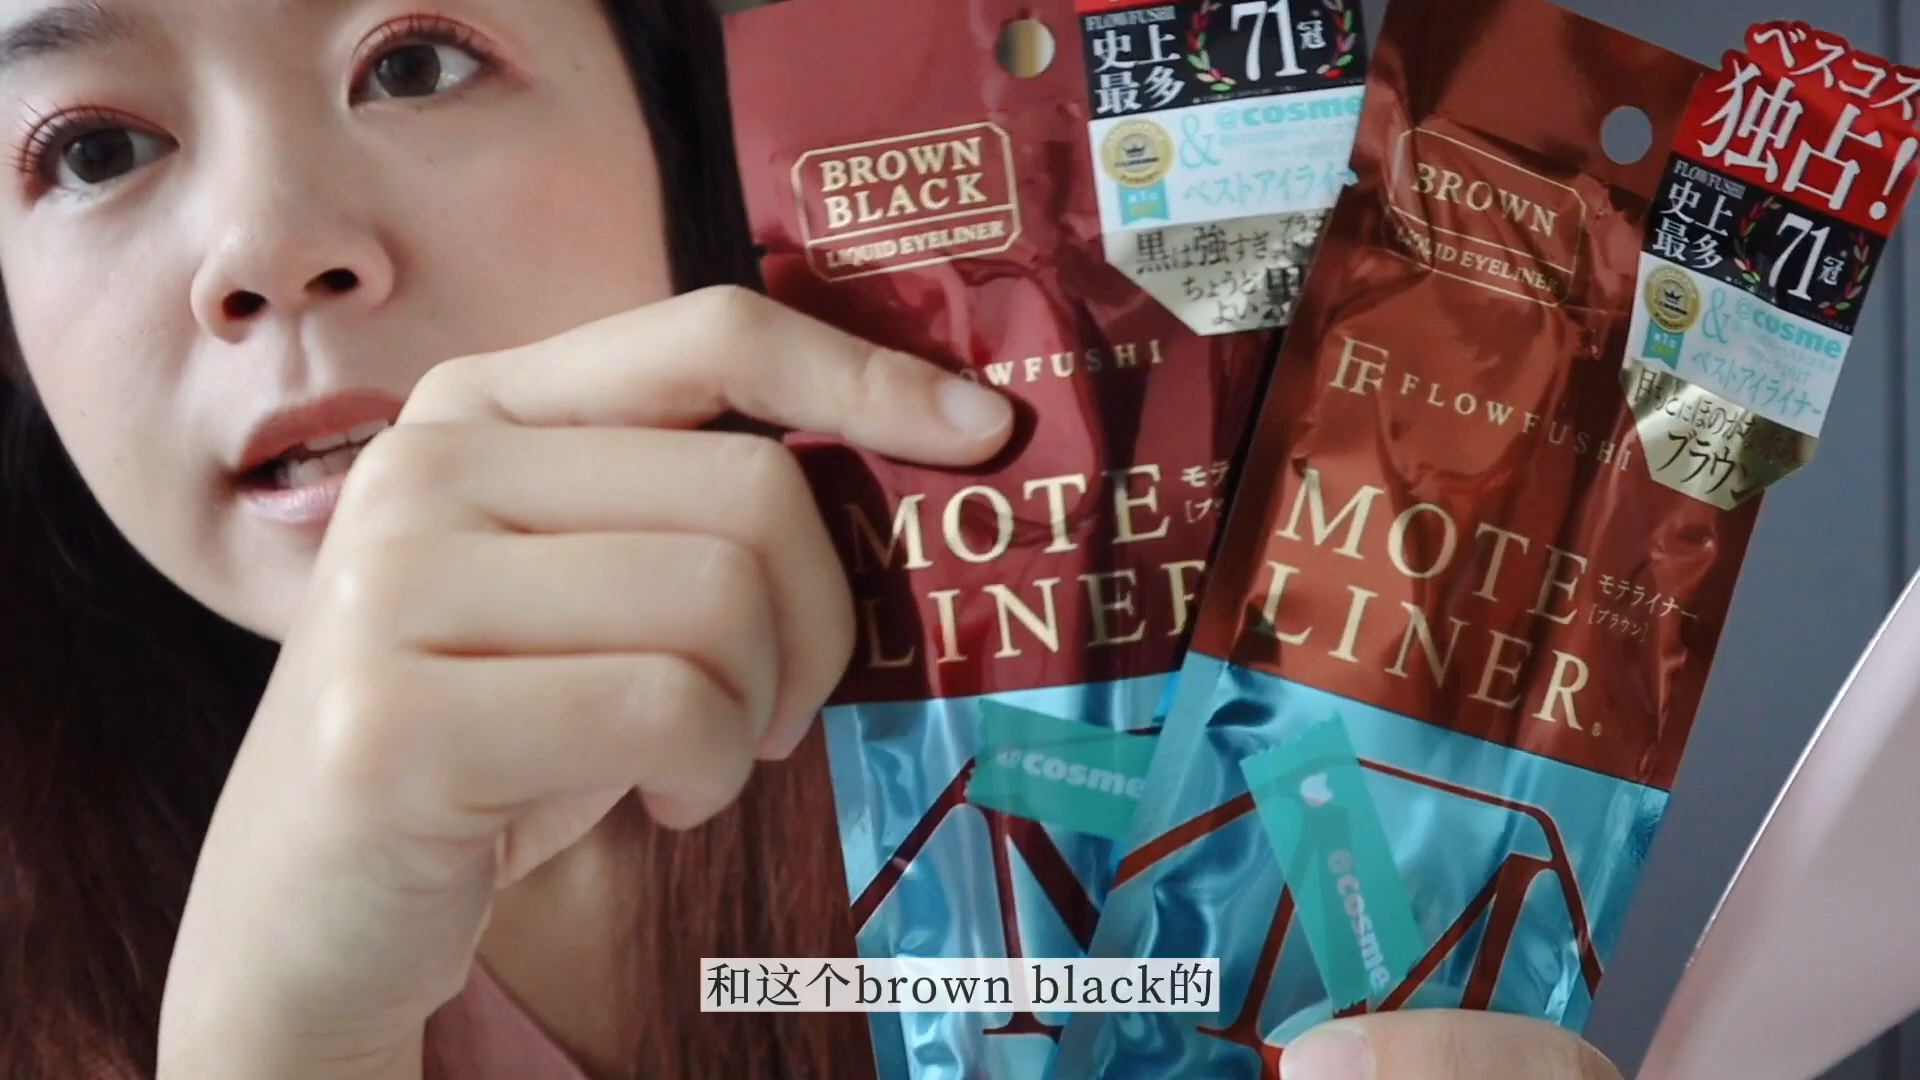 BROWN
BLACK
LIQUID EYELINER
FLOWFUSHI
史上
最多
71冠
@cosme
&
ベストアイライナ
黒は強すぎ
ちょうど
よい黒
OWFUSHI
MOTE
LINER
モテ
@cosme
BROWN
LIQUID EYELINER
ベスコス
独占!
FLOWFUSHI
史上
最多
71冠
&
@cosme
ベストアイライナー
ブラウン
FLOWFUSHI
MOTE
LINER®
モテライナー
[ブラウン]
@cosme
和这个brown black的